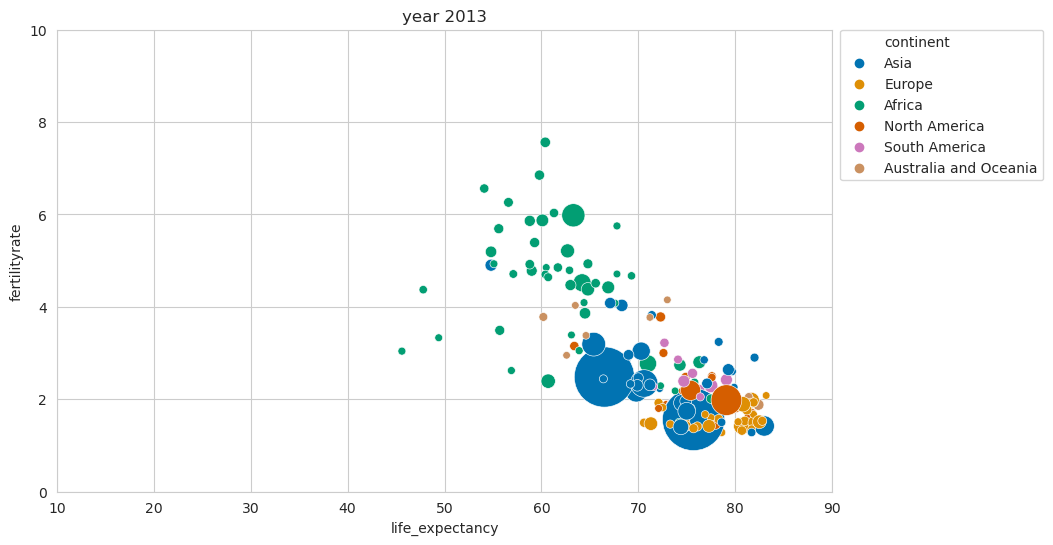 year 2013
10
8
6
4
2
0
fertilityrate
10 20 30 40 50 60 70 80 90
life_expectancy
continent
Asia
Europe
Africa
North America
South America
Australia and Oceania